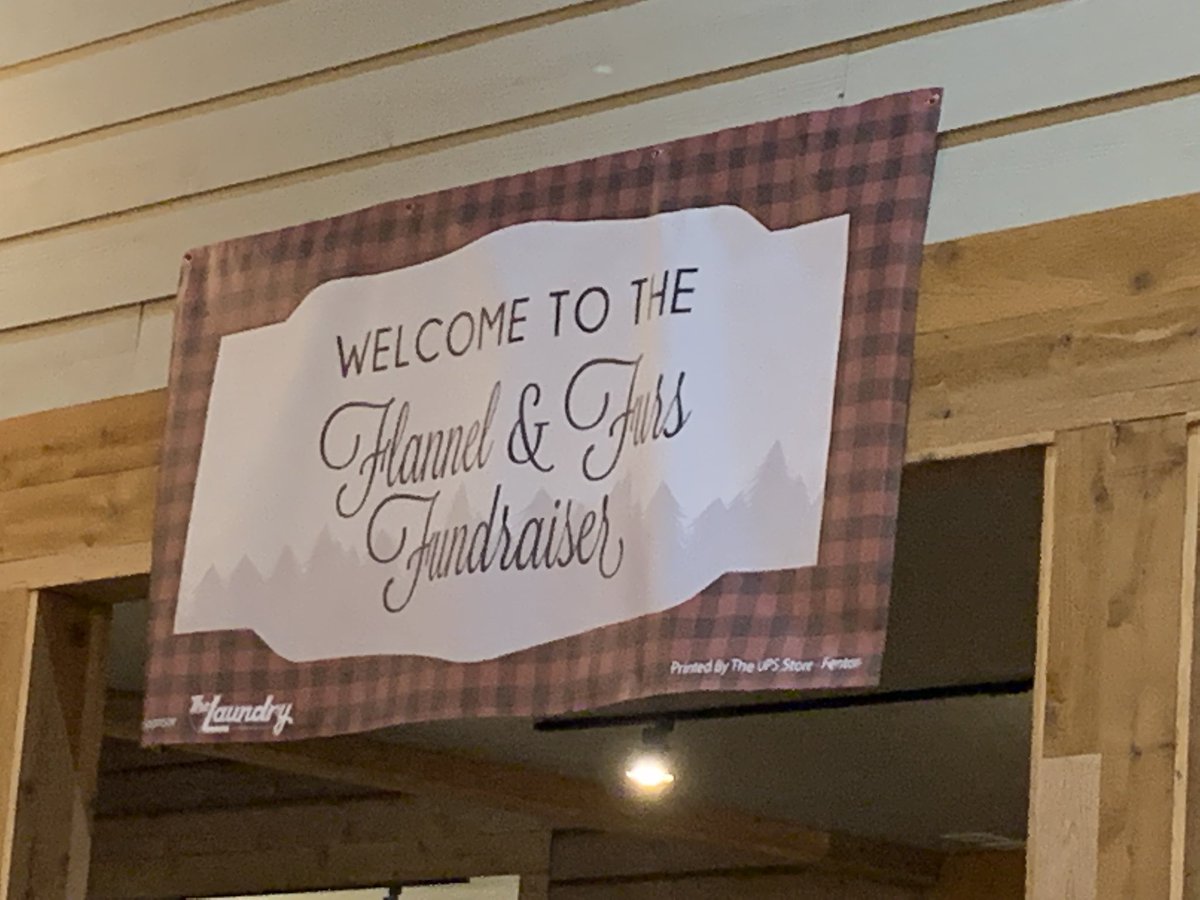 WELCOME TO THE
Flannel & Furs
Fundraiser
The Laundry
Printed By The UPS Store - Fenton